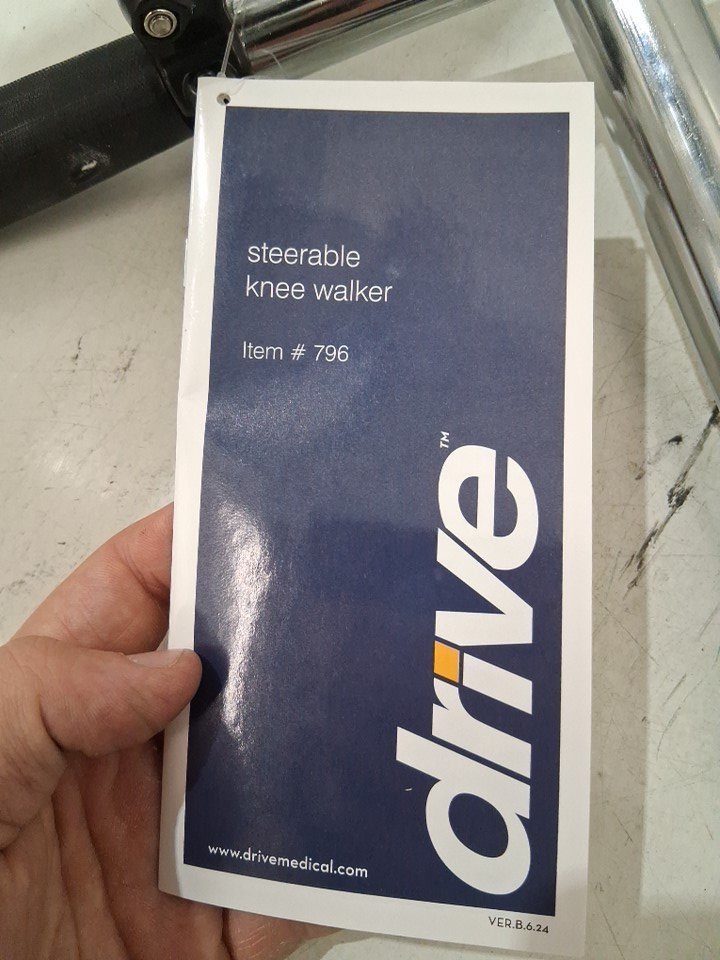 steerable
knee walker
Item # 796
drive™
www.drivemedical.com
VER.B.6.24